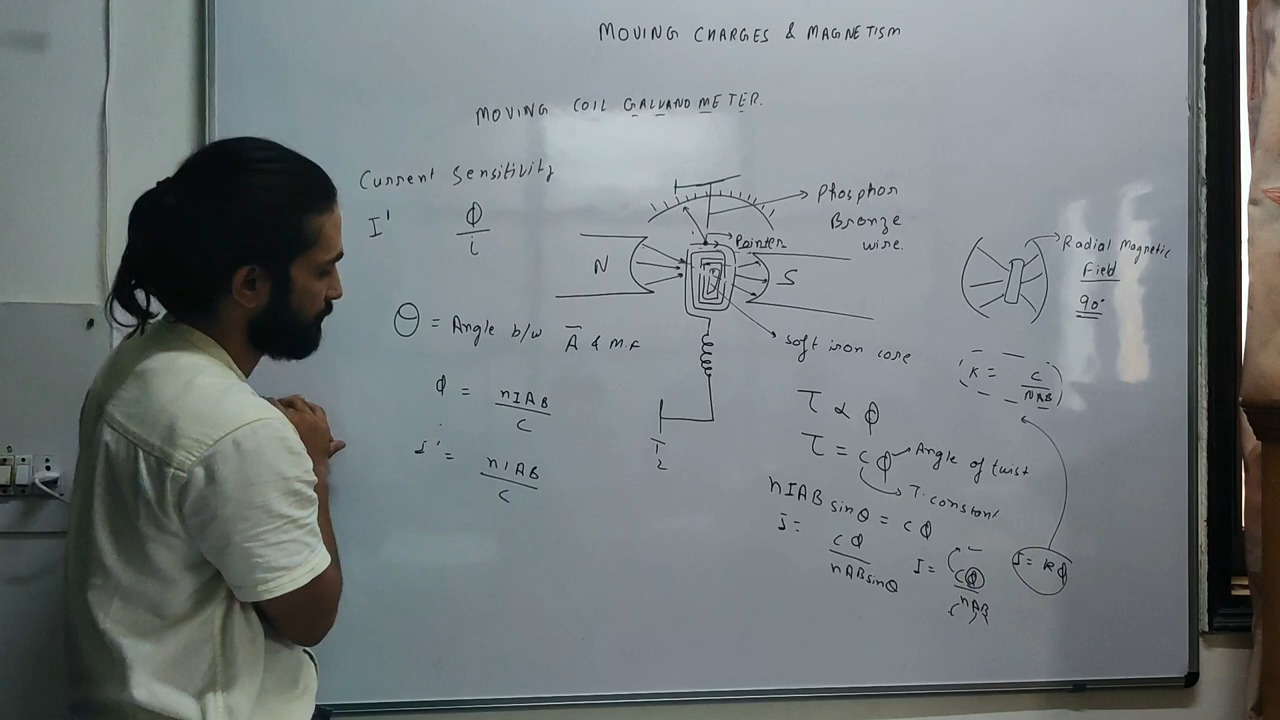 MOVING CHARGES & MAGNETISM
MOVING COIL GALVANOMETER.
Current Sensitivity
I' Φ/i
θ = Angle b/w A̅ & M.F
Φ = nIAB/C
I' = nIAB/C
N
S
Pointer
Phosphor
Bronze
wire.
soft iron core
Radial Magnetic
Field
90°
K = C/NAB
τ α Φ
τ = CΦ
Angle of twist
T. constant
nIAB sinθ = CΦ
I = CΦ/nABsinθ
I = CΦ/nAB
I = kΦ